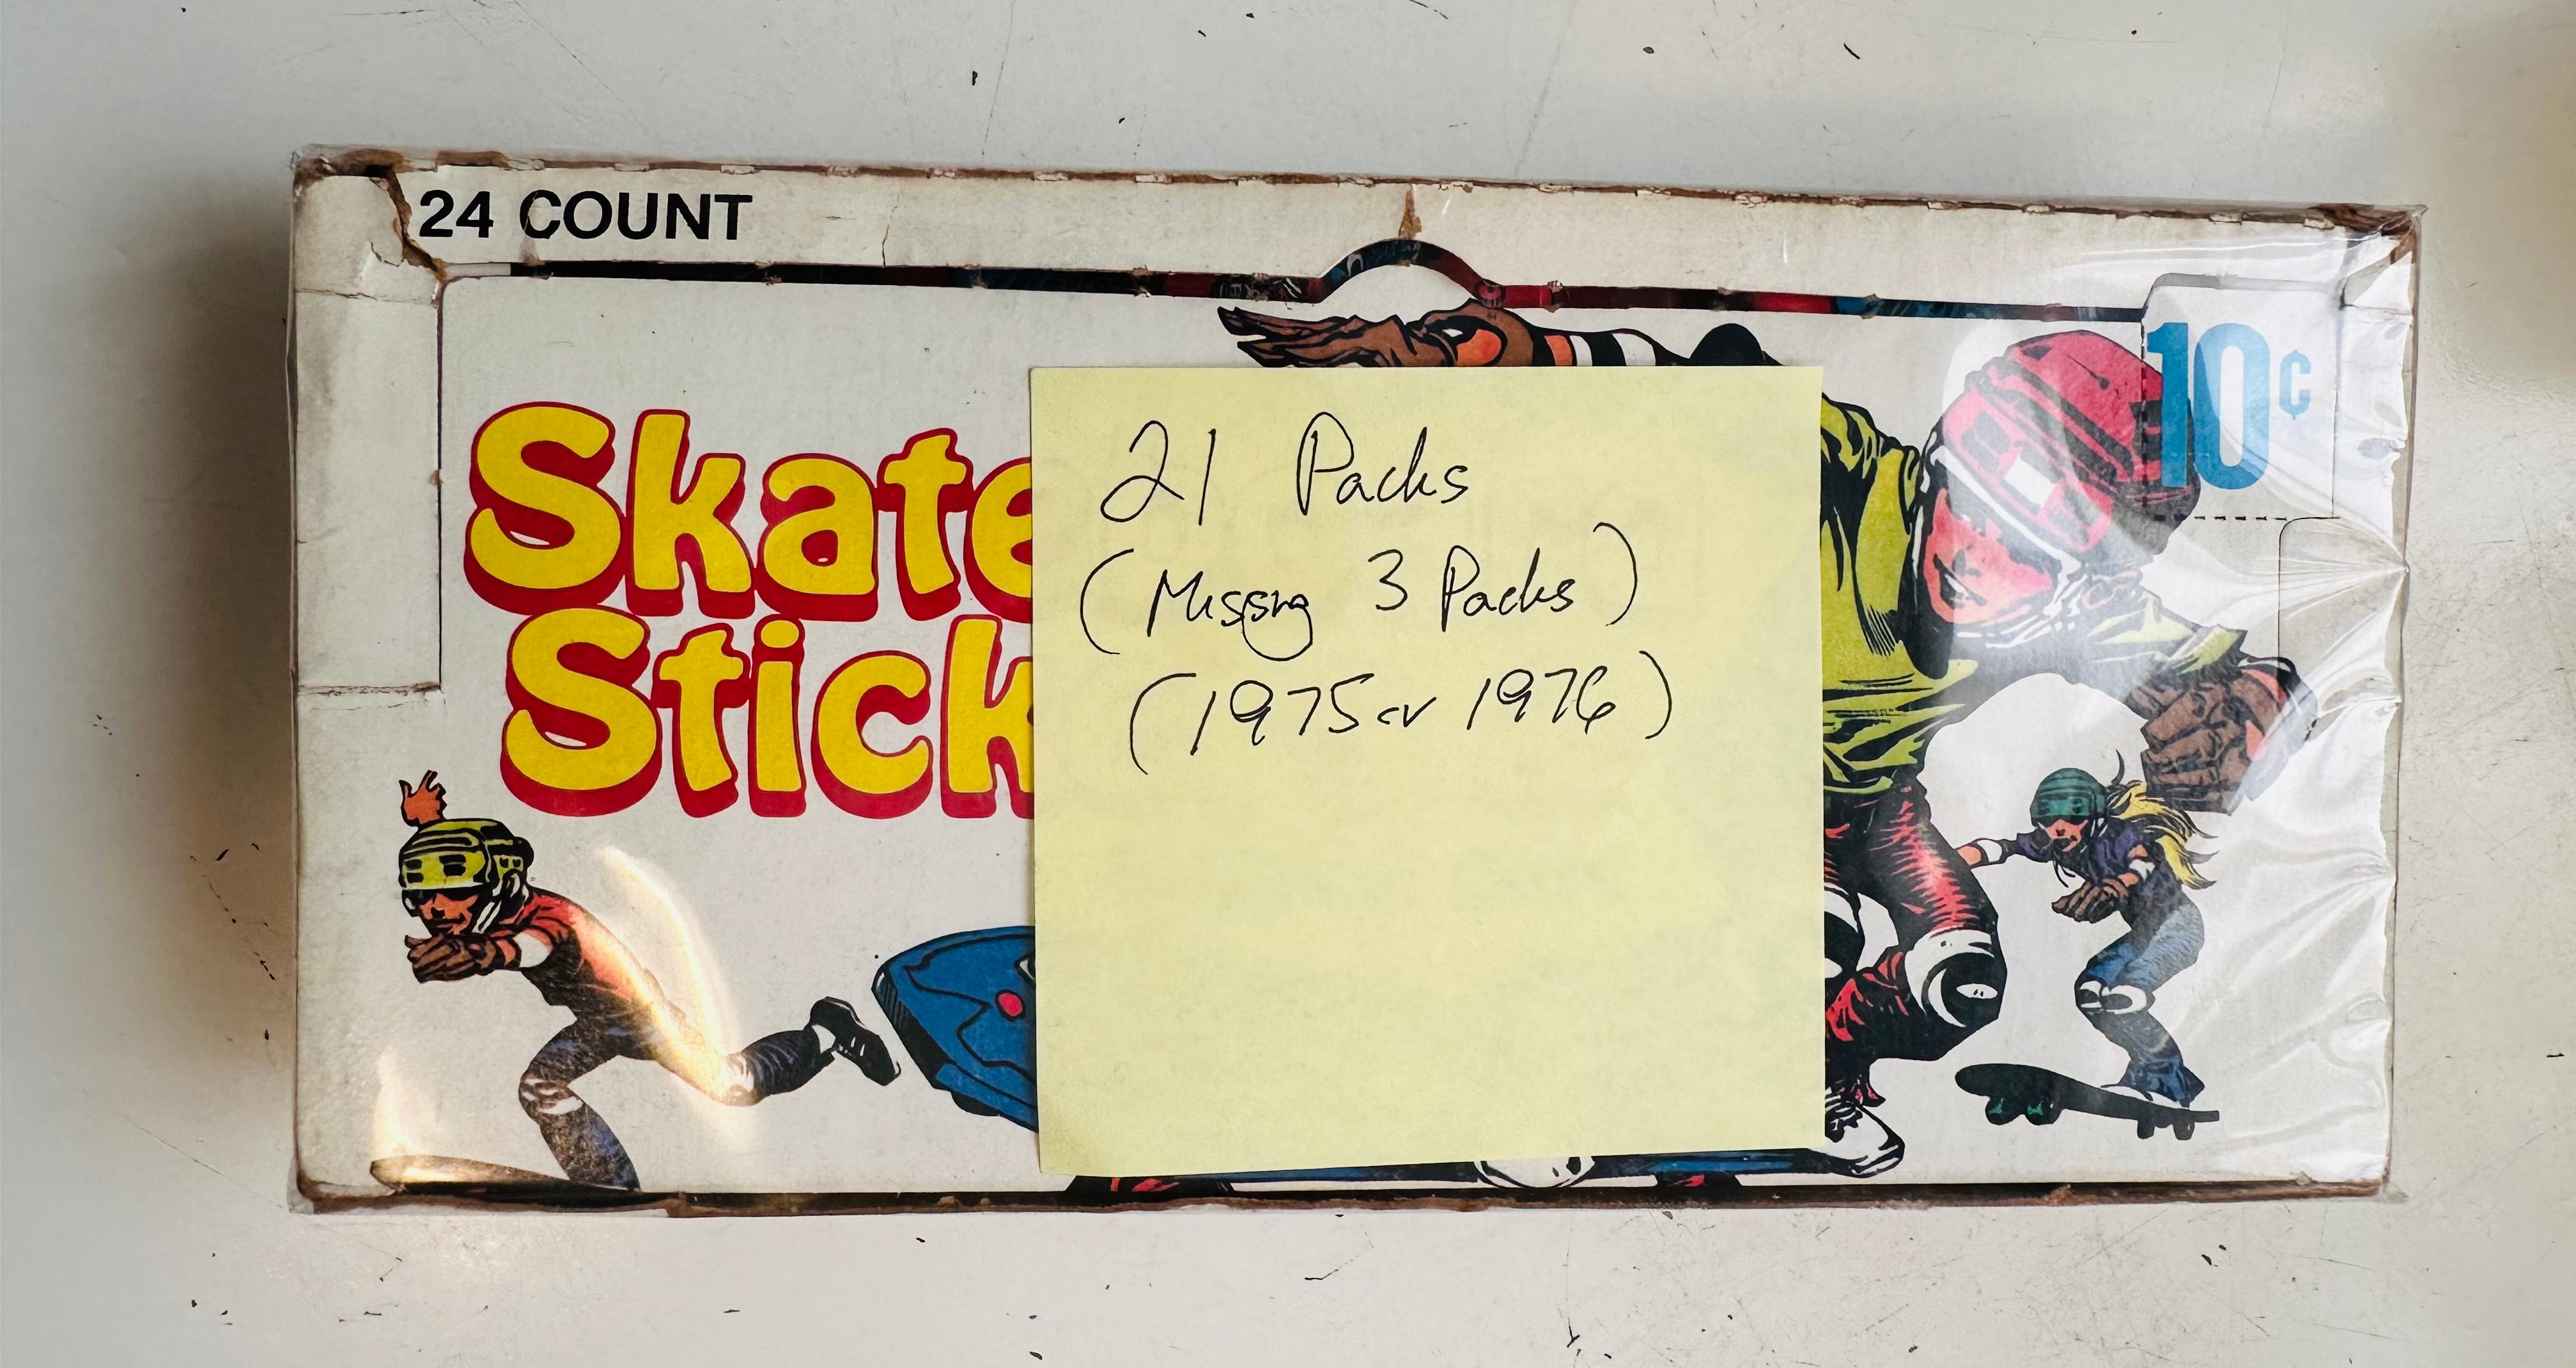 24 COUNT
10¢
Skate
Stick
21 Packs
(Missing 3 Packs)
(1975 or 1976)